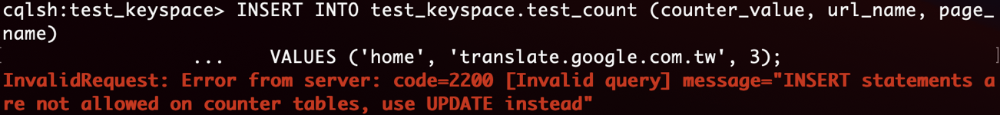 cqlsh:test_keyspace> INSERT INTO test_keyspace.test_count (counter_value, url_name, page_
name)
... VALUES ('home', 'translate.google.com.tw', 3);
InvalidRequest: Error from server: code=2200 [Invalid query] message="INSERT statements a
re not allowed on counter tables, use UPDATE instead"